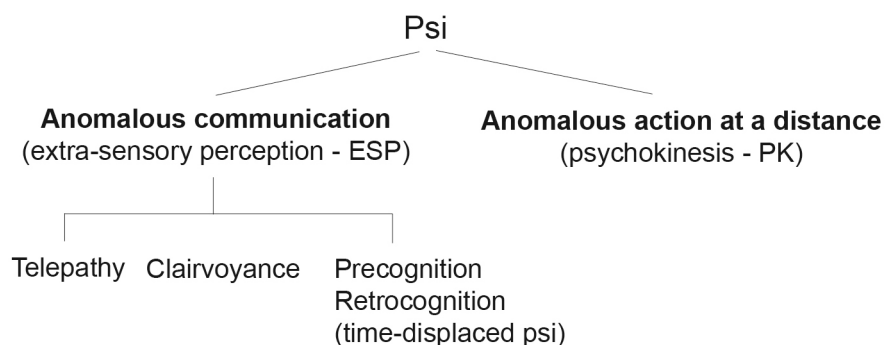 Psi
Anomalous communication
(extra-sensory perception - ESP)
Anomalous action at a distance
(psychokinesis - PK)
Telepathy
Clairvoyance
Precognition
Retrocognition
(time-displaced psi)